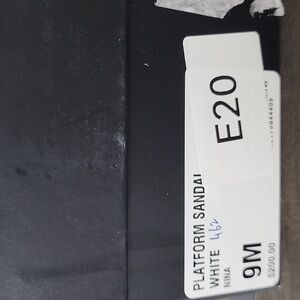 E20
PLATFORM SANDAL
WHITE 462
NINA
9M
$200.00